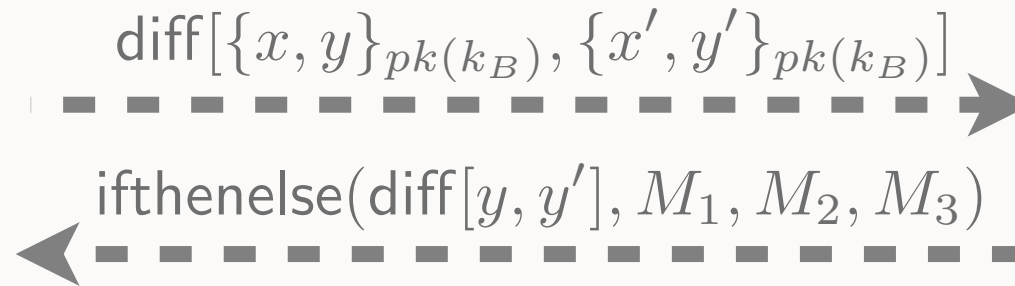 diff[{x, y}_{pk(k_B)}, {x′, y′}_{pk(k_B)}]
ifthenelse(diff[y, y′], M_1, M_2, M_3)